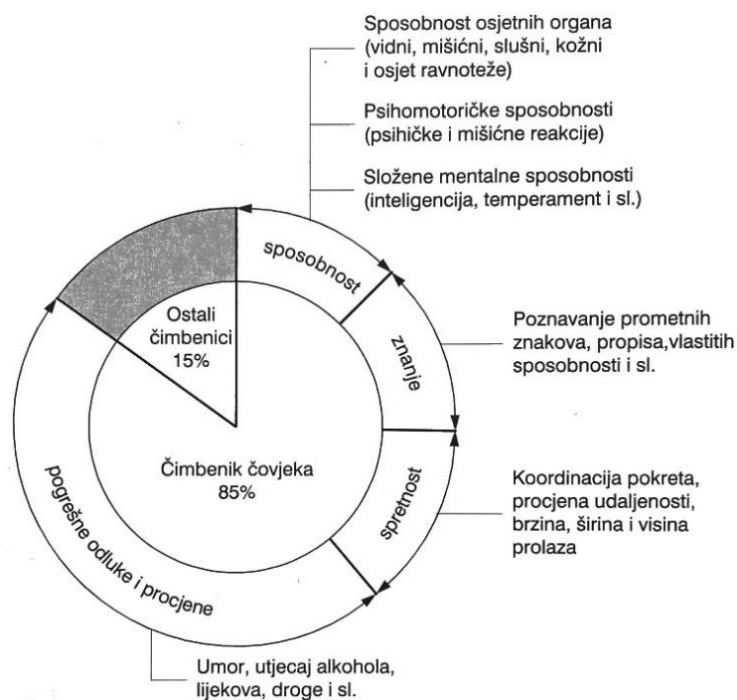 Sposobnost osjetnih organa
(vidni, mišićni, slušni, kožni
i osjet ravnoteže)
Psihomotoričke sposobnosti
(psihičke i mišićne reakcije)
Složene mentalne sposobnosti
(inteligencija, temperament i sl.)
sposobnost
Ostali
čimbenici
15%
znanje
Poznavanje prometnih
znakova, propisa,vlastitih
sposobnosti i sl.
Čimbenik čovjeka
85%
spretnost
Koordinacija pokreta,
procjena udaljenosti,
brzina, širina i visina
prolaza
pogrešne odluke i procjene
Umor, utjecaj alkohola,
lijekova, droge i sl.